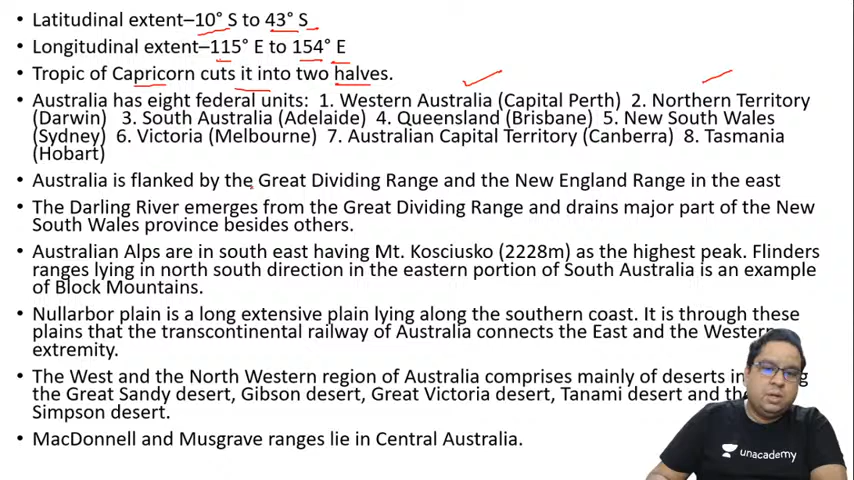 • Latitudinal extent–10° S to 43° S
• Longitudinal extent–115° E to 154° E
• Tropic of Capricorn cuts it into two halves.
• Australia has eight federal units: 1. Western Australia (Capital Perth) 2. Northern Territory
(Darwin) 3. South Australia (Adelaide) 4. Queensland (Brisbane) 5. New South Wales
(Sydney) 6. Victoria (Melbourne) 7. Australian Capital Territory (Canberra) 8. Tasmania
(Hobart)
• Australia is flanked by the Great Dividing Range and the New England Range in the east
• The Darling River emerges from the Great Dividing Range and drains major part of the New
South Wales province besides others.
• Australian Alps are in south east having Mt. Kosciusko (2228m) as the highest peak. Flinders
ranges lying in north south direction in the eastern portion of South Australia is an example
of Block Mountains.
• Nullarbor plain is a long extensive plain lying along the southern coast. It is through these
plains that the transcontinental railway of Australia connects the East and the Western
extremity.
• The West and the North Western region of Australia comprises mainly of deserts
the Great Sandy desert, Gibson desert, Great Victoria desert, Tanami desert and
Simpson desert.
• MacDonnell and Musgrave ranges lie in Central Australia.
unacademy